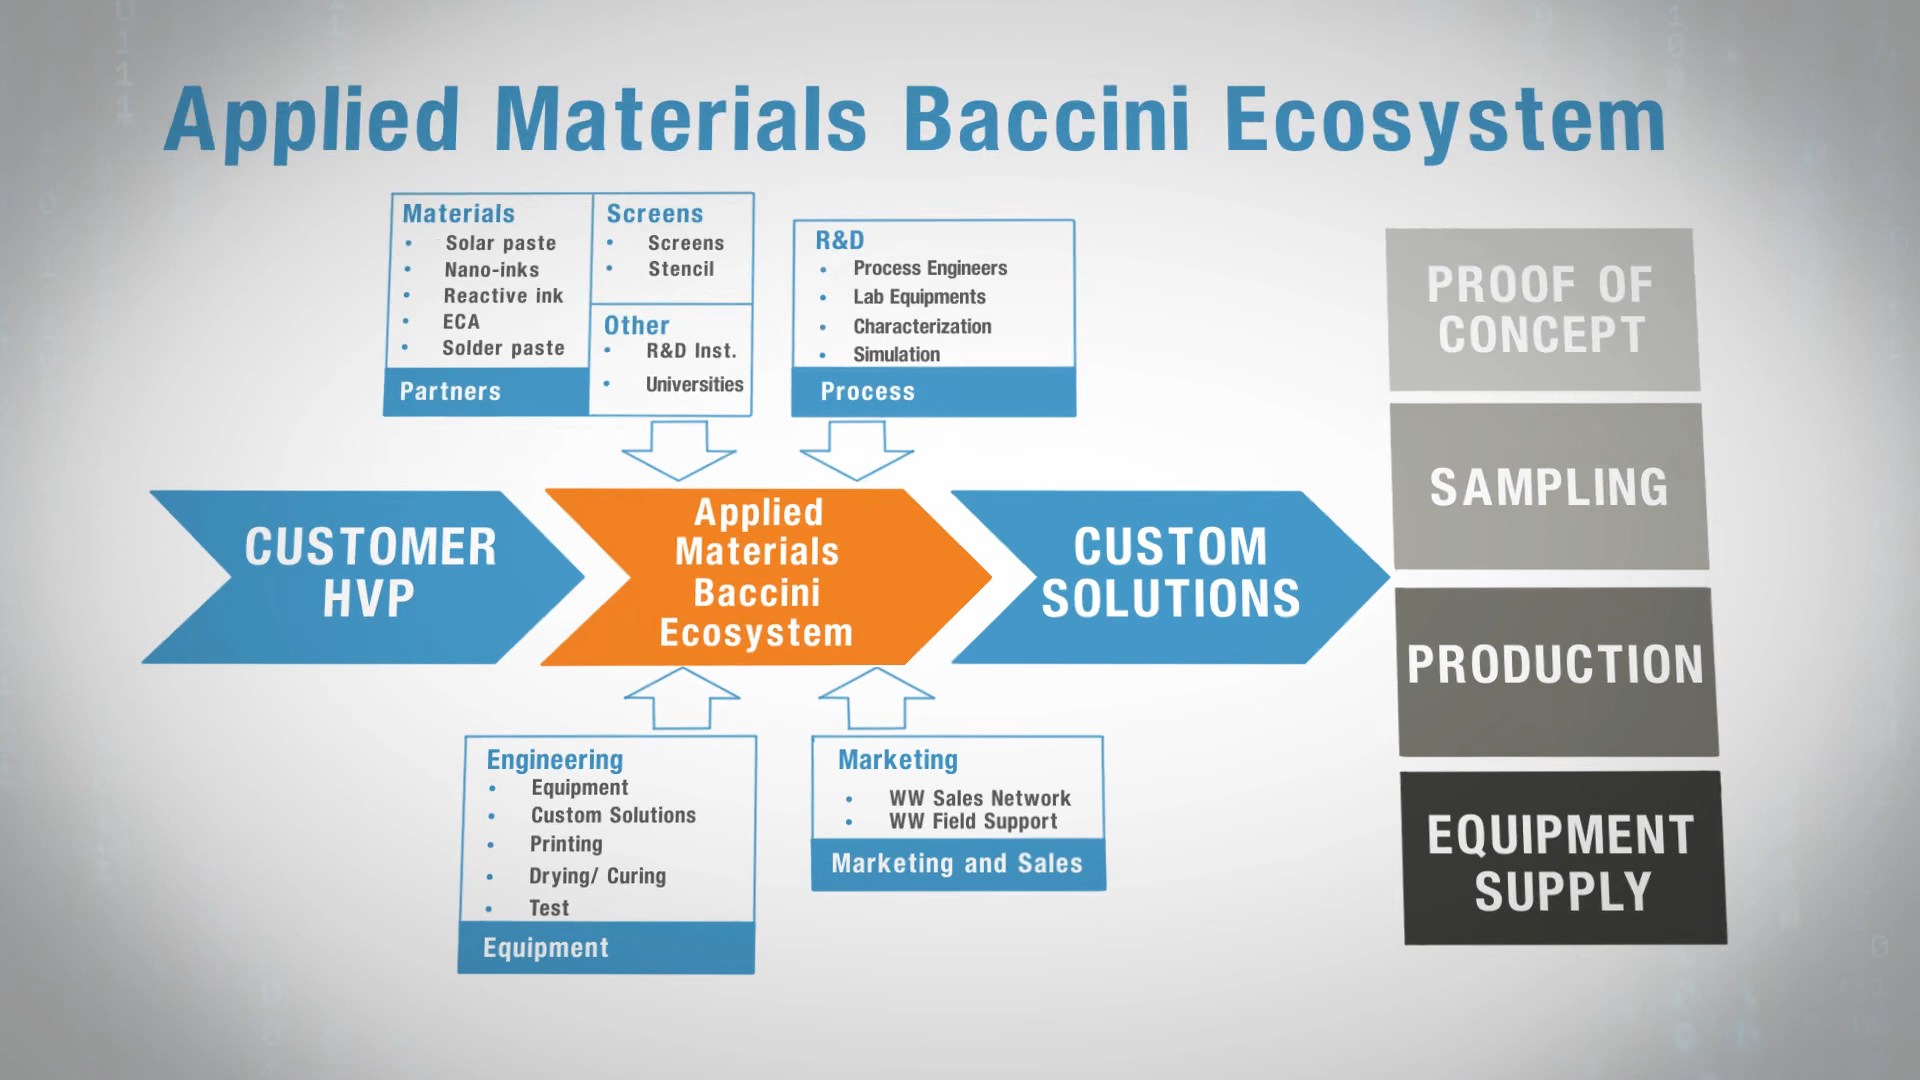 Applied Materials Baccini Ecosystem
Materials
Solar paste
Nano-inks
Reactive ink
ECA
Solder paste
Partners
Screens
Screens
Stencil
Other
R&D Inst.
Universities
R&D
Process Engineers
Lab Equipments
Characterization
Simulation
Process
CUSTOMER
HVP
Applied
Materials
Baccini
Ecosystem
CUSTOM
SOLUTIONS
Engineering
Equipment
Custom Solutions
Printing
Drying/ Curing
Test
Equipment
Marketing
WW Sales Network
WW Field Support
Marketing and Sales
PROOF OF
CONCEPT
SAMPLING
PRODUCTION
EQUIPMENT
SUPPLY